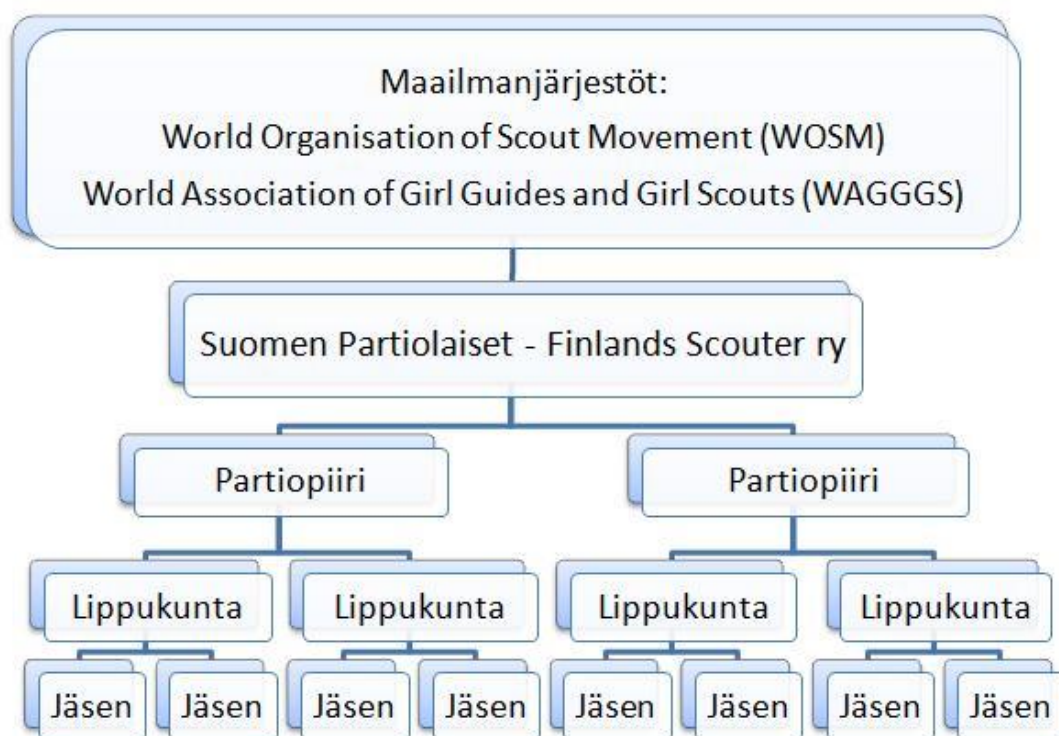 Maailmanjärjestöt:
World Organisation of Scout Movement (WOSM)
World Association of Girl Guides and Girl Scouts (WAGGGS)
Suomen Partiolaiset - Finlands Scouter ry
Partiopiiri
Partiopiiri
Lippukunta
Lippukunta
Lippukunta
Lippukunta
Jäsen
Jäsen
Jäsen
Jäsen
Jäsen
Jäsen
Jäsen
Jäsen